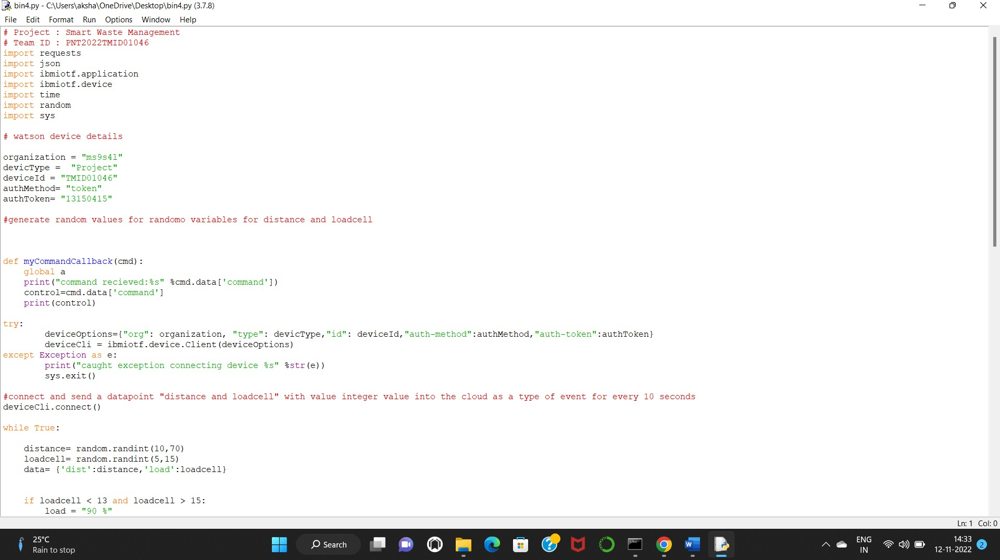 bin4.py - C:\Users\aksha\OneDrive\Desktop\bin4.py (3.7.8)
File Edit Format Run Options Window Help
# Project : Smart Waste Management
# Team ID : PNT2022TMID01046
import requests
import json
import ibmiotf.application
import ibmiotf.device
import time
import random
import sys
# watson device details
organization = "ms9s4l"
devicType =  "Project"
deviceId = "TMID01046"
authMethod= "token"
authToken= "13150415"
#generate random values for randomo variables for distance and loadcell
def myCommandCallback(cmd):
    global a
    print("command recieved:%s" %cmd.data['command'])
    control=cmd.data['command']
    print(control)
try:
        deviceOptions={"org": organization, "type": devicType,"id": deviceId,"auth-method":authMethod,"auth-token":authToken}
        deviceCli = ibmiotf.device.Client(deviceOptions)
except Exception as e:
        print("caught exception connecting device %s" %str(e))
        sys.exit()
#connect and send a datapoint "distance and loadcell" with value integer value into the cloud as a type of event for every 10 seconds
deviceCli.connect()
while True:
    distance= random.randint(10,70)
    loadcell= random.randint(5,15)
    data= {'dist':distance,'load':loadcell}
    if loadcell < 13 and loadcell > 15:
        load = "90 %"
Ln: 1 Col: 0
25°C
Rain to stop
Search
W
ENG
IN
14:33
12-11-2022
2